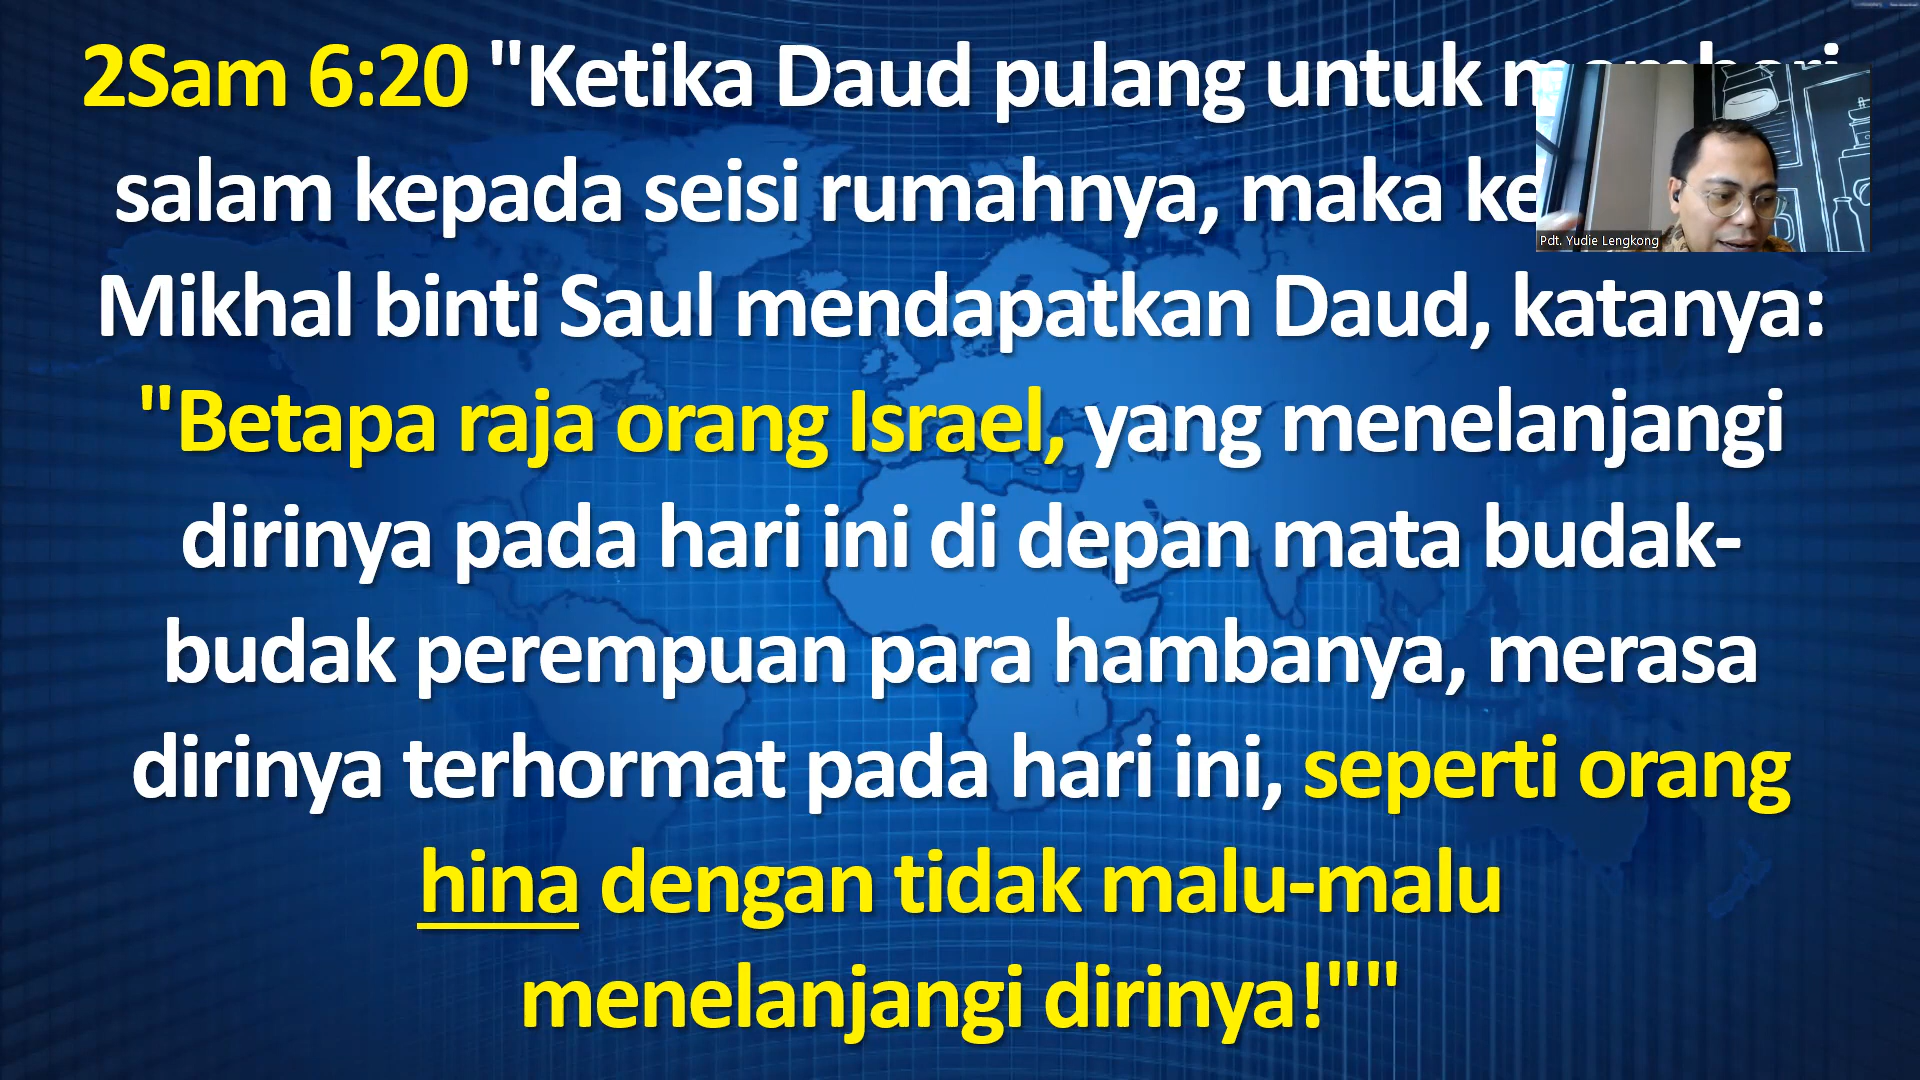 2Sam 6:20 "Ketika Daud pulang untuk memberi
salam kepada seisi rumahnya, maka
Mikhal binti Saul mendapatkan Daud, katanya:
"Betapa raja orang Israel, yang menelanjangi
dirinya pada hari ini di depan mata budak-
budak perempuan para hambanya, merasa
dirinya terhormat pada hari ini, seperti orang
hina dengan tidak malu-malu
menelanjangi dirinya!""
Pdt. Yudie Lengkong